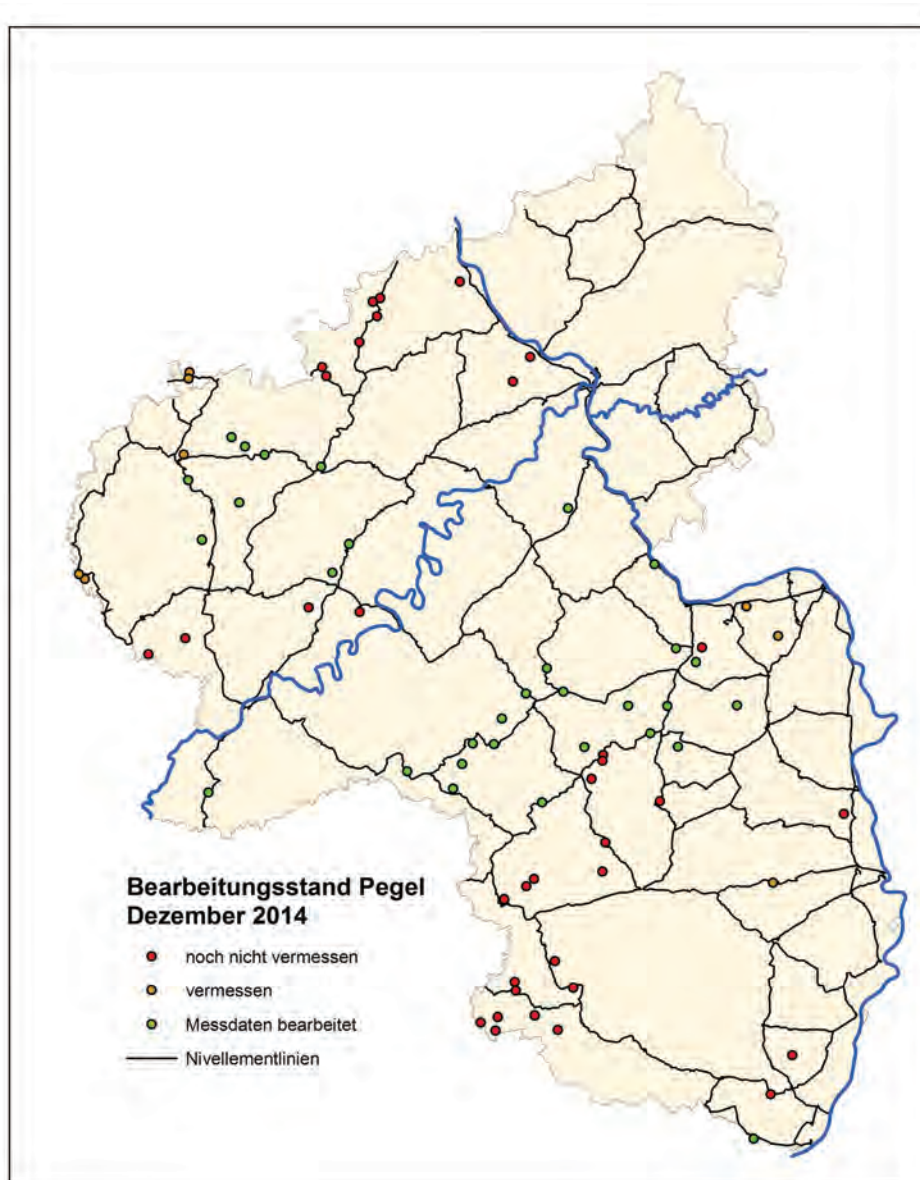 Bearbeitungsstand Pegel
Dezember 2014
noch nicht vermessen
vermessen
Messdaten bearbeitet
Nivellementlinien